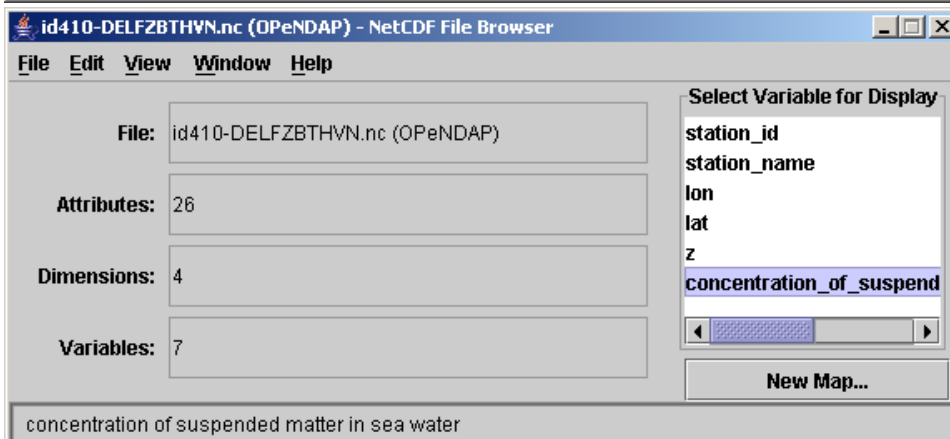 id410-DELFZBTHVN.nc (OPeNDAP) - NetCDF File Browser
File Edit View Window Help
Select Variable for Display
File: id410-DELFZBTHVN.nc (OPeNDAP)
station_id
station_name
Attributes: 26
lon
lat
z
Dimensions: 4
concentration_of_suspend
Variables: 7
New Map...
concentration of suspended matter in sea water